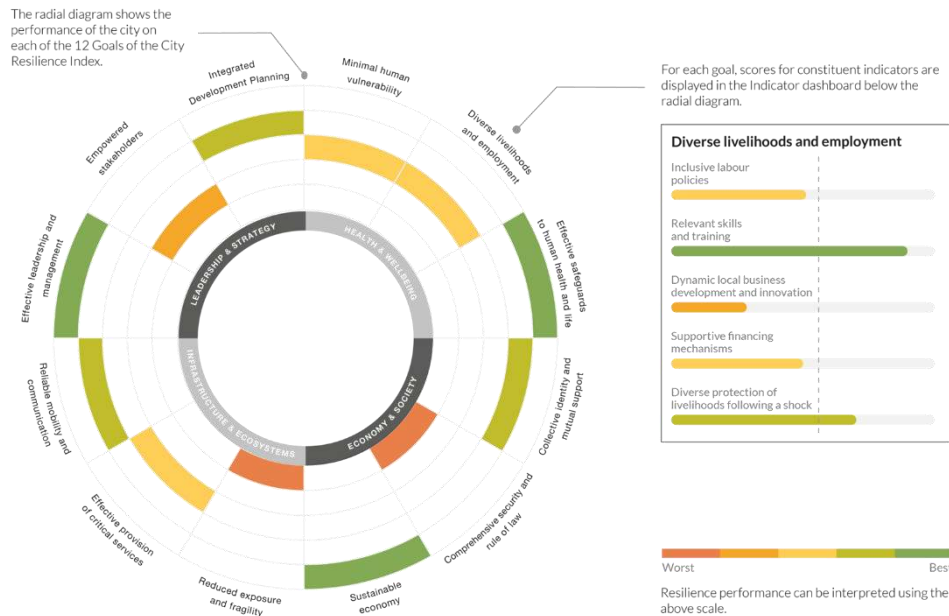 The radial diagram shows the
performance of the city on
each of the 12 Goals of the City
Resilience Index.
Integrated
Development Planning
Minimal human
vulnerability
Diverse livelihoods
and employment
Effective safeguards
to human health and life
Collective identity and
mutual support
Comprehensive security and
rule of law
Sustainable
economy
Reduced exposure
and fragility
Effective provision
of critical services
Reliable mobility and
communication
Effective leadership and
management
Empowered
stakeholders
LEADERSHIP & STRATEGY
HEALTH & WELLBEING
INFRASTRUCTURE & ECOSYSTEMS
ECONOMY & SOCIETY
For each goal, scores for constituent indicators are
displayed in the Indicator dashboard below the
radial diagram.
Diverse livelihoods and employment
Inclusive labour
policies
Relevant skills
and training
Dynamic local business
development and innovation
Supportive financing
mechanisms
Diverse protection of
livelihoods following a shock
Worst
Best
Resilience performance can be interpreted using the
above scale.